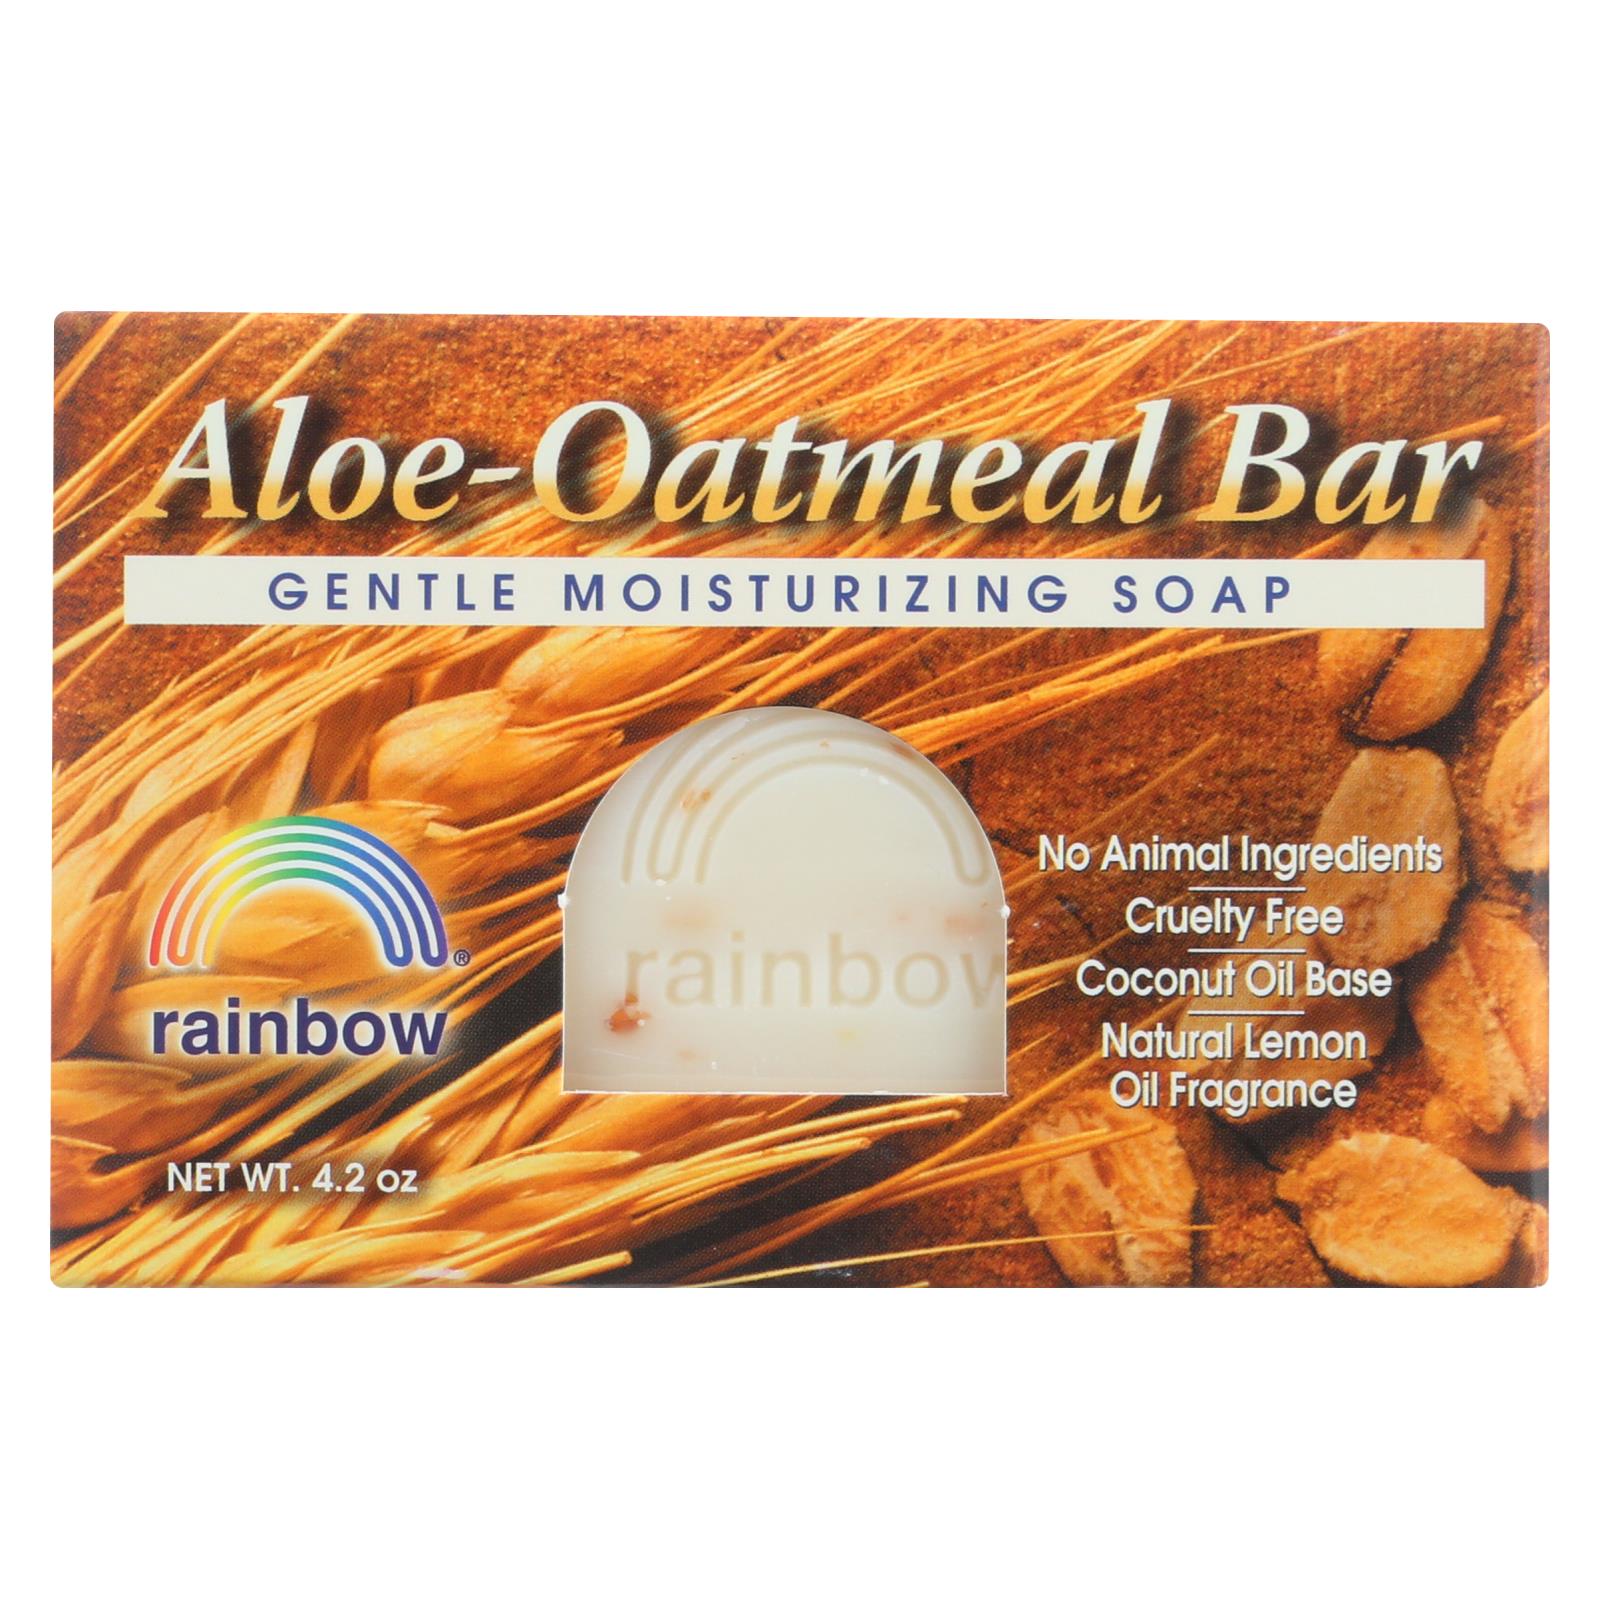 Aloe-Oatmeal Bar
GENTLE MOISTURIZING SOAP
rainbow
®
rainbow
NET WT. 4.2 oz
No Animal Ingredients
Cruelty Free
Coconut Oil Base
Natural Lemon
Oil Fragrance